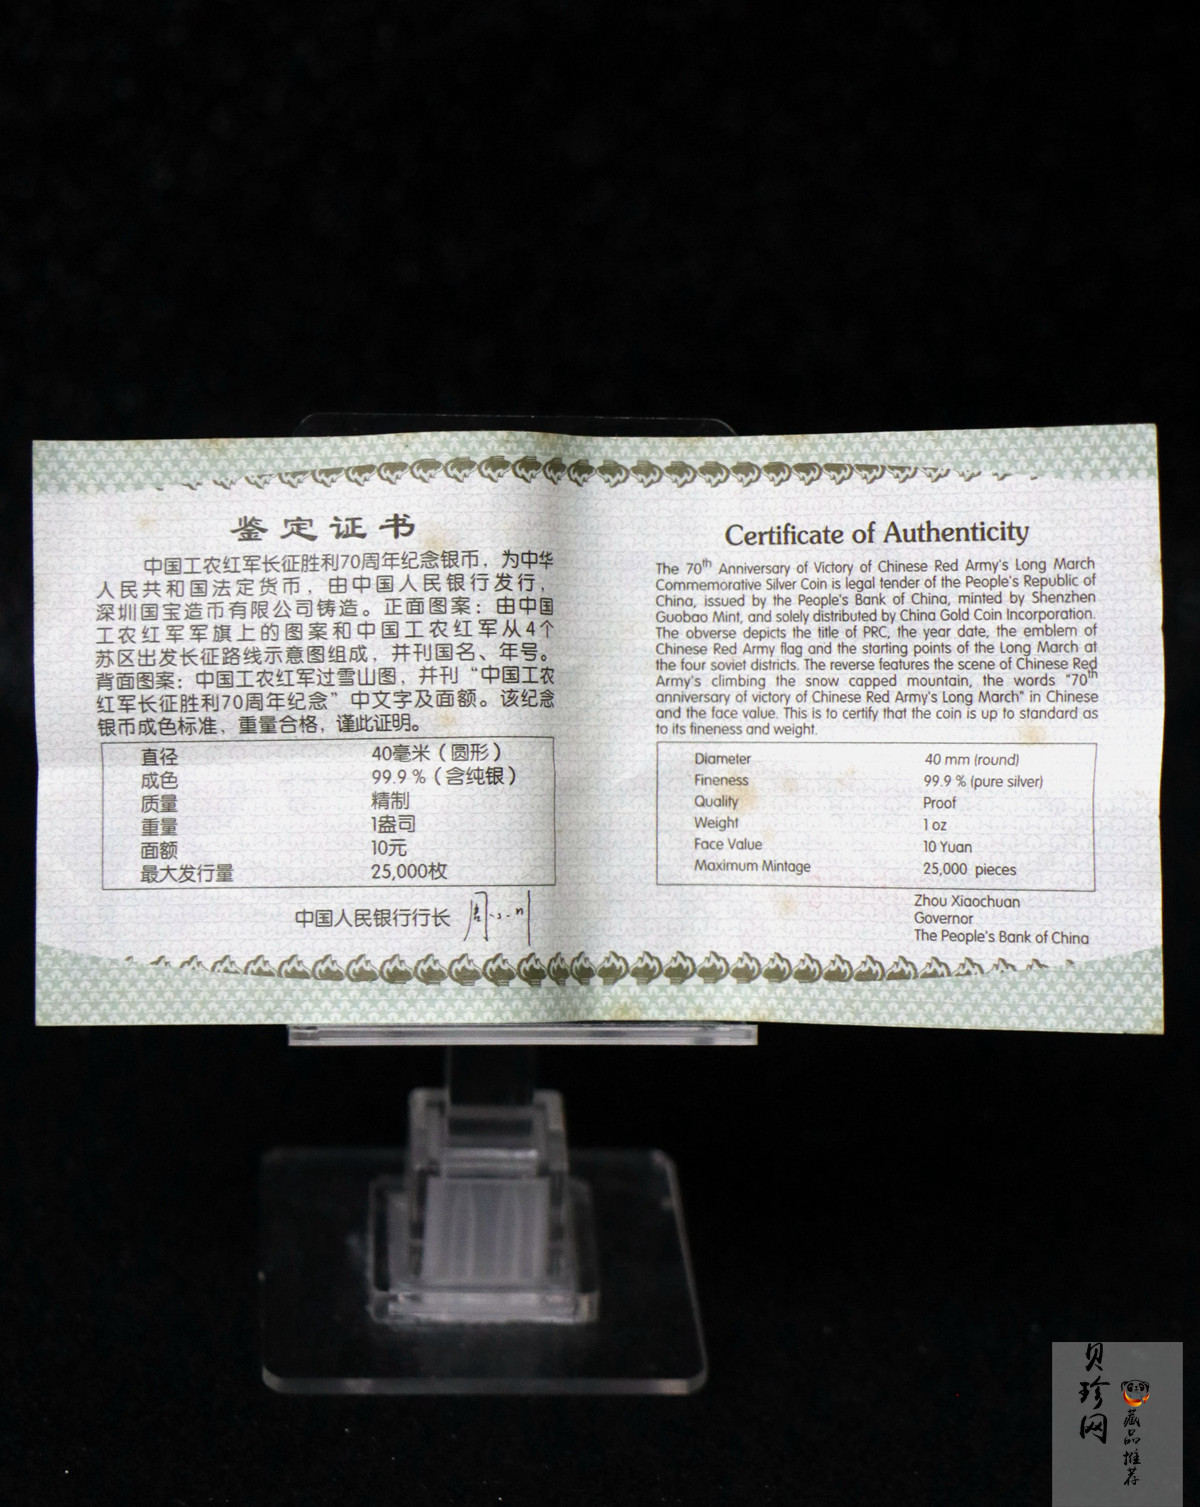 鉴定证书
中国工农红军长征胜利70周年纪念银币，为中华
人民共和国法定货币，由中国人民银行发行，
深圳国宝造币有限公司铸造。正面图案：由中国
工农红军军旗上的图案和中国工农红军从4个
苏区出发长征路线示意图组成，并刊国名、年号。
背面图案：中国工农红军过雪山图，并刊“中国工农
红军长征胜利70周年纪念”中文字及面额。该纪念
银币成色标准，重量合格，谨此证明。
直径 40毫米（圆形）
成色 99.9%（含纯银）
质量 精制
重量 1盎司
面额 10元
最大发行量 25,000枚
中国人民银行行长 周小川
Certificate of Authenticity
The 70th Anniversary of Victory of Chinese Red Army's Long March
Commemorative Silver Coin is legal tender of the People's Republic of
China, issued by the People's Bank of China, minted by Shenzhen
Guobao Mint, and solely distributed by China Gold Coin Incorporation.
The obverse depicts the title of PRC, the year date, the emblem of
Chinese Red Army flag and the starting points of the Long March at
the four soviet districts. The reverse features the scene of Chinese Red
Army's climbing the snow capped mountain, the words "70th
anniversary of victory of Chinese Red Army's Long March" in Chinese
and the face value. This is to certify that the coin is up to standard as
to its fineness and weight.
Diameter 40 mm (round)
Fineness 99.9 % (pure silver)
Quality Proof
Weight 1 oz
Face Value 10 Yuan
Maximum Mintage 25,000 pieces
Zhou Xiaochuan
Governor
The People's Bank of China
贝珍网
藏品推荐